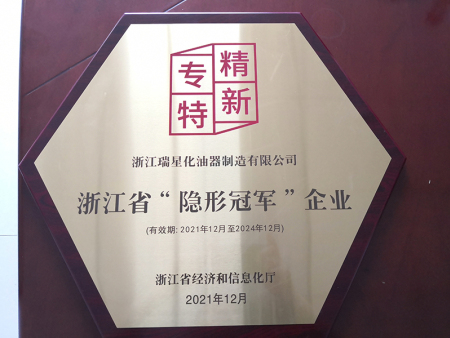 专精
特新
浙江瑞星化油器制造有限公司
浙江省“隐形冠军”企业
(有效期: 2021年12月至2024年12月)
浙江省经济和信息化厅
2021年12月